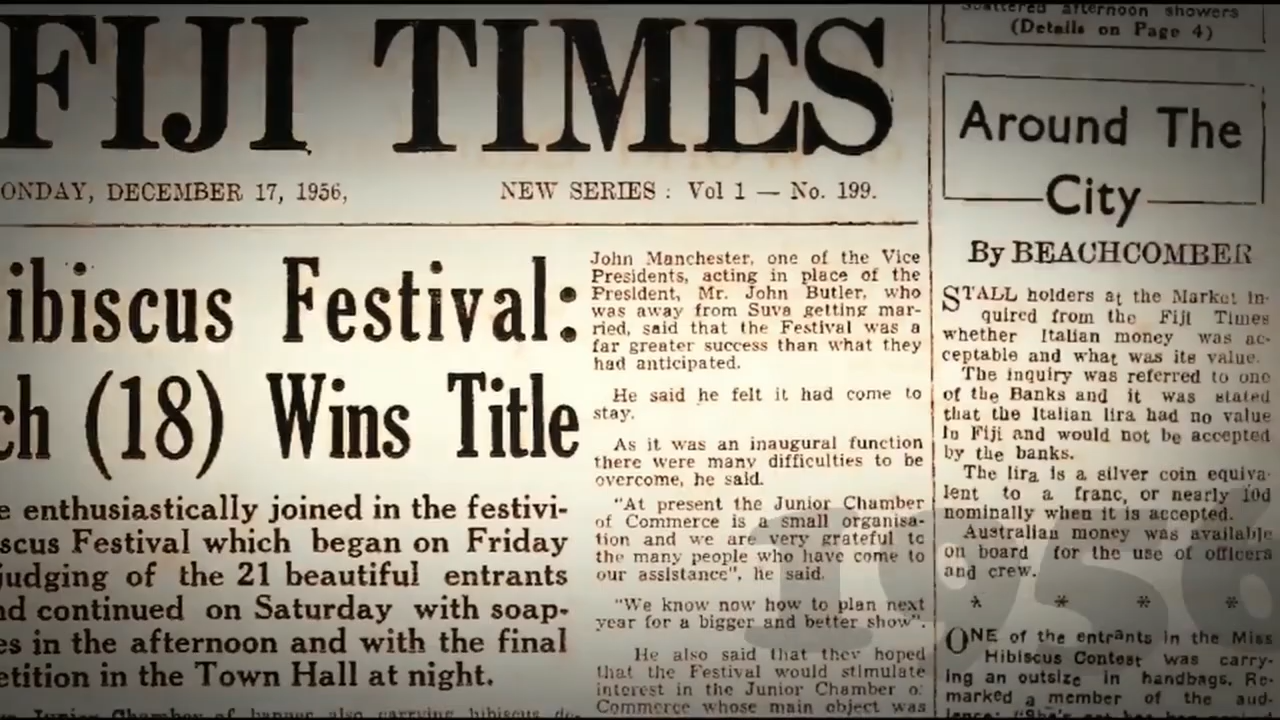 FIJI TIMES
ONDAY, DECEMBER 17, 1956,
NEW SERIES : Vol 1 — No. 199.
ibiscus Festival:
ch (18) Wins Title
e enthusiastically joined in the festivi-
scus Festival which began on Friday
judging of the 21 beautiful entrants
nd continued on Saturday with soap-
es in the afternoon and with the final
etition in the Town Hall at night.
Junior Chamber of
banner also carrying hibiscus de-
John Manchester, one of the Vice
Presidents, acting in place of the
President, Mr. John Butler, who
was away from Suva getting mar-
ried, said that the Festival was a
far greater success than what they
had anticipated.
He said he felt it had come to
stay.
As it was an inaugural function
there were many difficulties to be
overcome, he said.
"At present the Junior Chamber
of Commerce is a small organisa-
tion and we are very grateful to
the many people who have come to
our assistance", he said.
"We know now how to plan next
year for a bigger and better show".
He also said that they hoped
that the Festival would stimulate
interest in the Junior Chamber o:
Commerce whose main object was
Scattered afternoon showers
(Details on Page 4)
Around The
City
By BEACHCOMBER
STALL holders at the Market in-
quired from the Fiji Times
whether Italian money was ac-
ceptable and what was its value.
The inquiry was referred to one
of the Banks and it was stated
that the Italian lira had no value
in Fiji and would not be accepted
by the banks.
The lira is a silver coin equiva-
lent to a franc, or nearly 10d
nominally when it is accepted.
Australian money was available
on board for the use of officers
and crew.
* * * *
ONE of the entrants in the Miss
Hibiscus Contest was carry-
ing an outsize in handbags. Re-
marked a member of the aud-
ience: "She's
1956